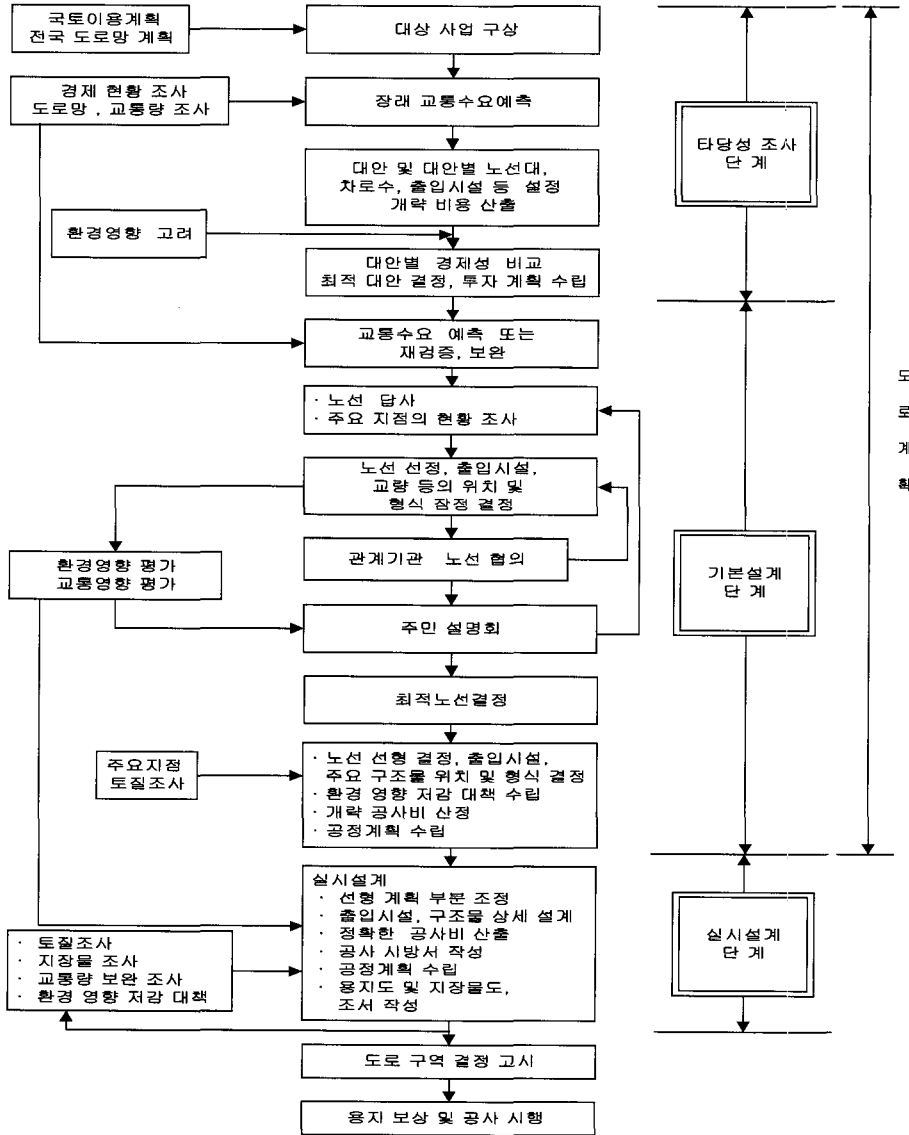 국토이용계획
전국 도로망 계획
대상 사업 구상
경제 현황 조사
도로망 , 교통량 조사
장래 교통수요예측
타당성 조사
단 계
대안 및 대안별 노선대,
차로수, 출입시설 등 설정
개략 비용 산출
환경영향 고려
대안별 경제성 비교
최적 대안 결정, 투자 계획 수립
교통수요 예측 또는
재검증, 보완
· 노선 답사
· 주요 지점의 현황 조사
도
로
계
획
노선 선정, 출입시설,
교량 등의 위치 및
형식 잠정 결정
관계기관 노선 협의
환경영향 평가
교통영향 평가
기본설계
단 계
주민 설명회
최적노선결정
주요지점
토질조사
· 노선 선형 결정, 출입시설,
주요 구조물 위치 및 형식 결정
· 환경 영향 저감 대책 수립
· 개략 공사비 산정
· 공정계획 수립
실시설계
· 선형 계획 부분 조정
· 출입시설, 구조물 상세 설계
· 정확한 공사비 산출
· 공사 시방서 작성
· 공정계획 수립
· 용지도 및 지장물도,
조서 작성
실시설계
단 계
· 토질조사
· 지장물 조사
· 교통량 보완 조사
· 환경 영향 저감 대책
도로 구역 결정 고시
용지 보상 및 공사 시행